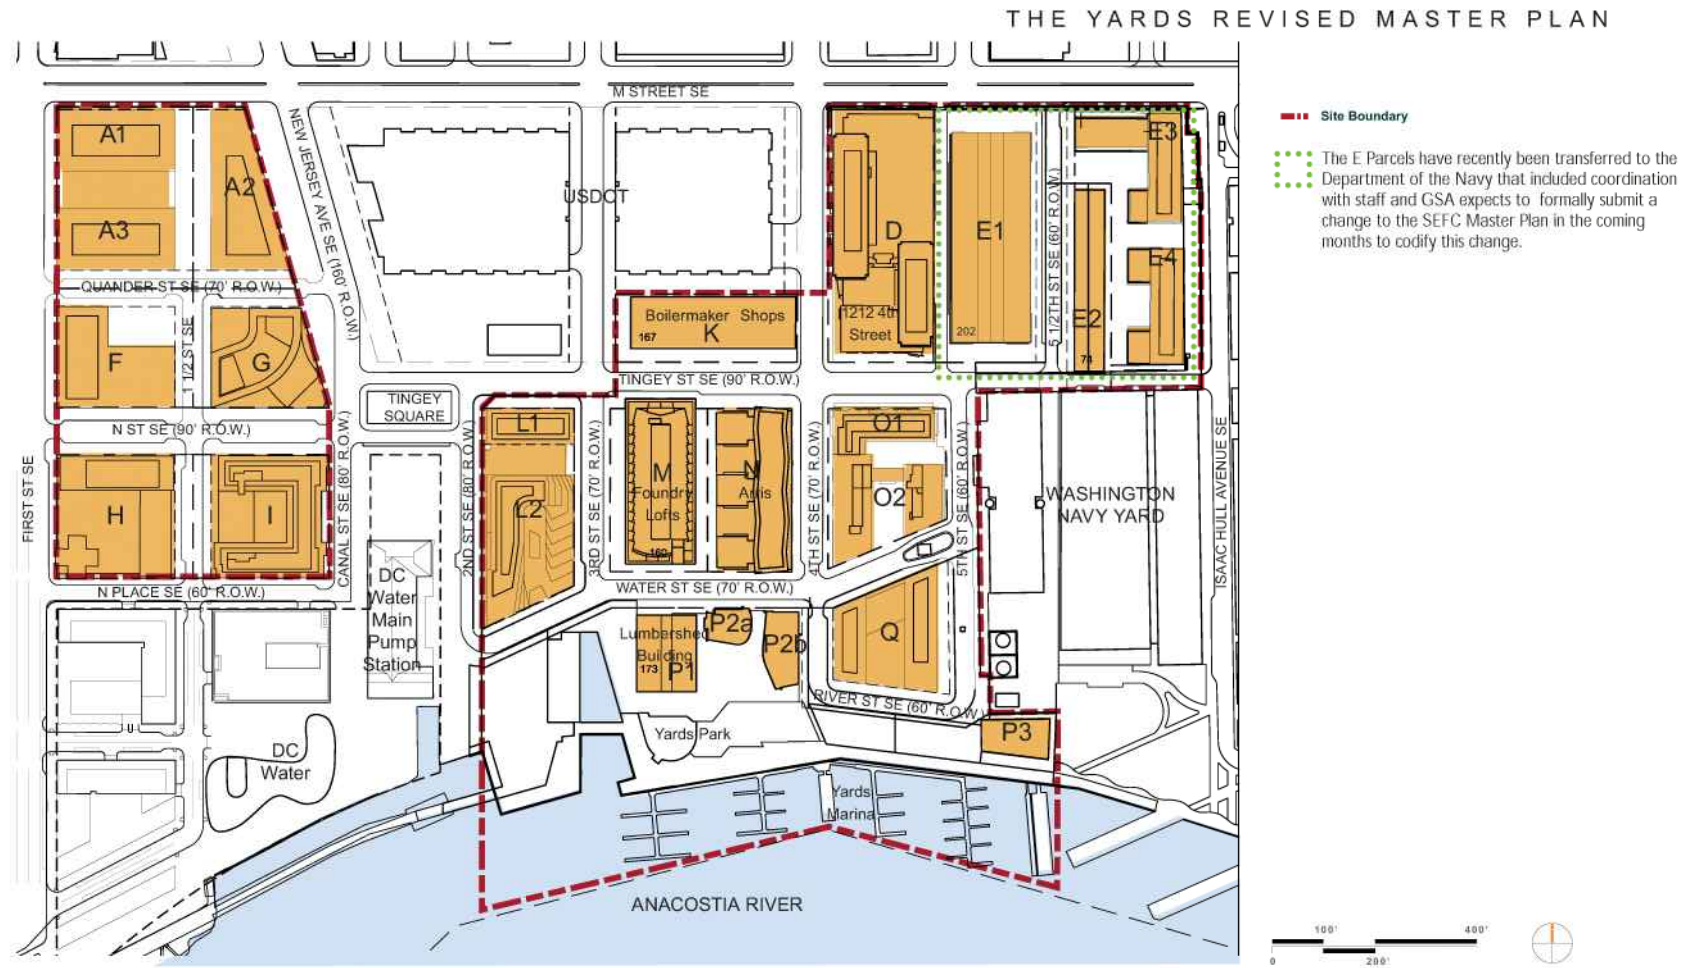 THE YARDS REVISED MASTER PLAN
M STREET SE
Site Boundary
The E Parcels have recently been transferred to the
Department of the Navy that included coordination
with staff and GSA expects to formally submit a
change to the SEFC Master Plan in the coming
months to codify this change.
A1
A2
A3
NEW JERSEY AVE SE (160' R.O.W.)
USDOT
D
1212 4th
Street
E1
202
5 1/2TH ST SE (60' R.O.W.)
E3
E4
E2
74
QUANDER ST SE (70' R.O.W.)
Boilermaker Shops
167
K
F
1 1/2 ST SE
G
TINGEY ST SE (90' R.O.W.)
TINGEY
SQUARE
N ST SE (90' R.O.W.)
FIRST ST SE
H
I
CANAL ST SE (80' R.O.W.)
2ND ST SE (80' R.O.W.)
L1
L2
3RD ST SE (70' R.O.W.)
M
Foundry
Lofts
160
N
Arris
4TH ST SE (70' R.O.W.)
O1
O2
5TH ST SE (60' R.O.W.)
WASHINGTON
NAVY YARD
ISAAC HULL AVENUE SE
N PLACE SE (60' R.O.W.)
DC
Water
Main
Pump
Station
WATER ST SE (70' R.O.W.)
Lumbershed
Building
173
P1
P2a
P2b
Q
RIVER ST SE (60' R.O.W.)
P3
Yards Park
DC
Water
Yards
Marina
ANACOSTIA RIVER
100'
400'
0
200'